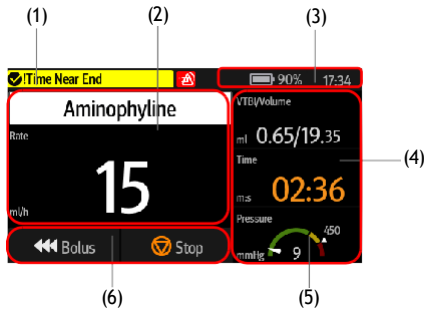 (1)
(2)
(3)
!Time Near End
90%
17:34
Aminophyline
Rate
15
ml/h
Bolus
Stop
VTBI/Volume
ml 0.65/19.35
Time
m:s 02:36
Pressure
450
mmHg 9
(4)
(5)
(6)